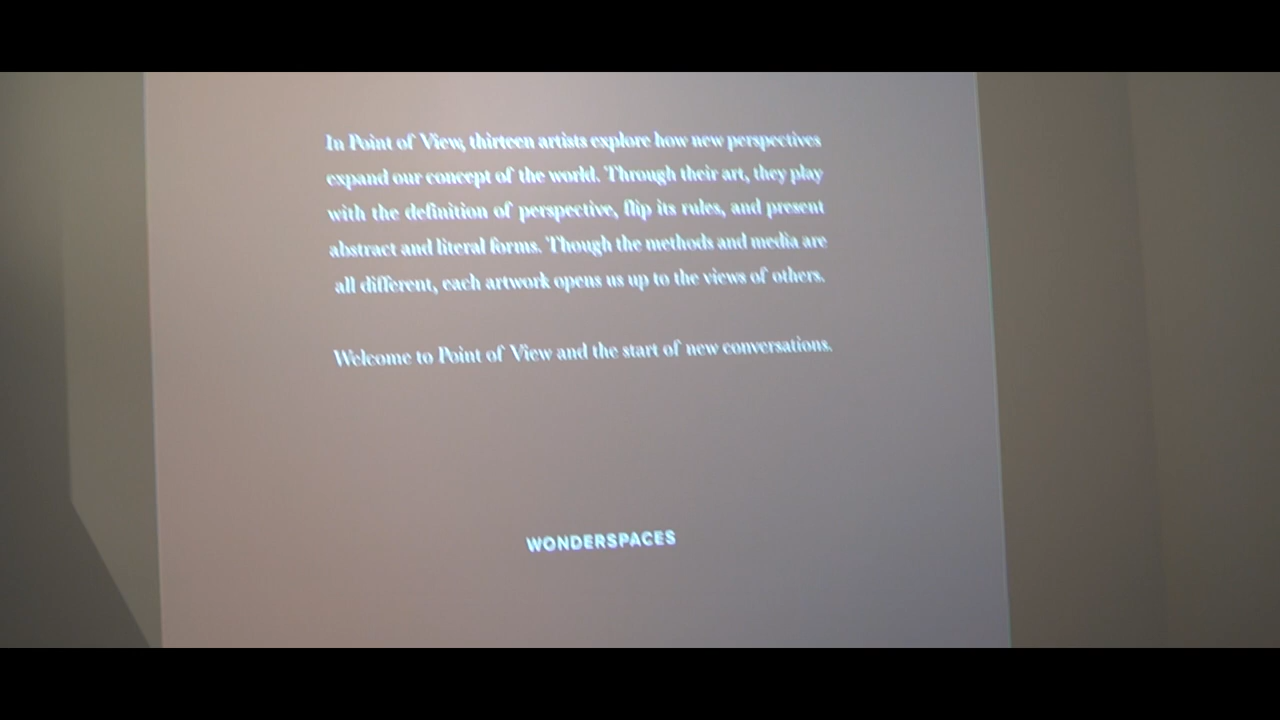 In Point of View, thirteen artists explore how new perspectives
expand our concept of the world. Through their art, they play
with the definition of perspective, flip its rules, and present
abstract and literal forms. Though the methods and media are
all different, each artwork opens us up to the views of others.
Welcome to Point of View and the start of new conversations.
WONDERSPACES